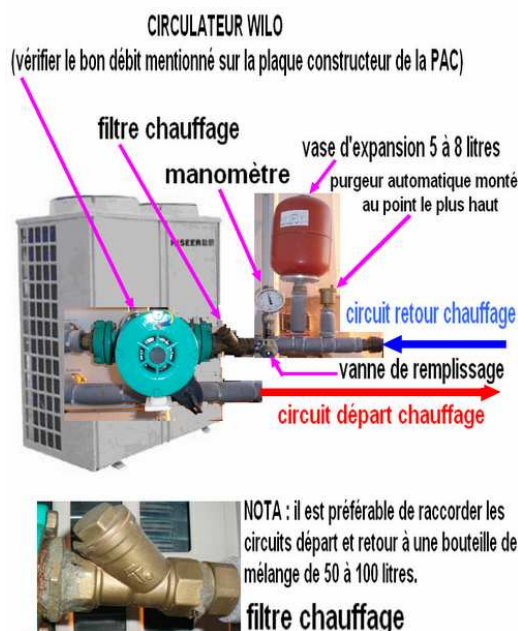 CIRCULATEUR WILO
(vérifier le bon débit mentionné sur la plaque constructeur de la PAC)
filtre chauffage
vase d'expansion 5 à 8 litres
manomètre
purgeur automatique monté
au point le plus haut
circuit retour chauffage
vanne de remplissage
circuit départ chauffage
NOTA : il est préférable de raccorder les
circuits départ et retour à une bouteille de
mélange de 50 à 100 litres.
filtre chauffage